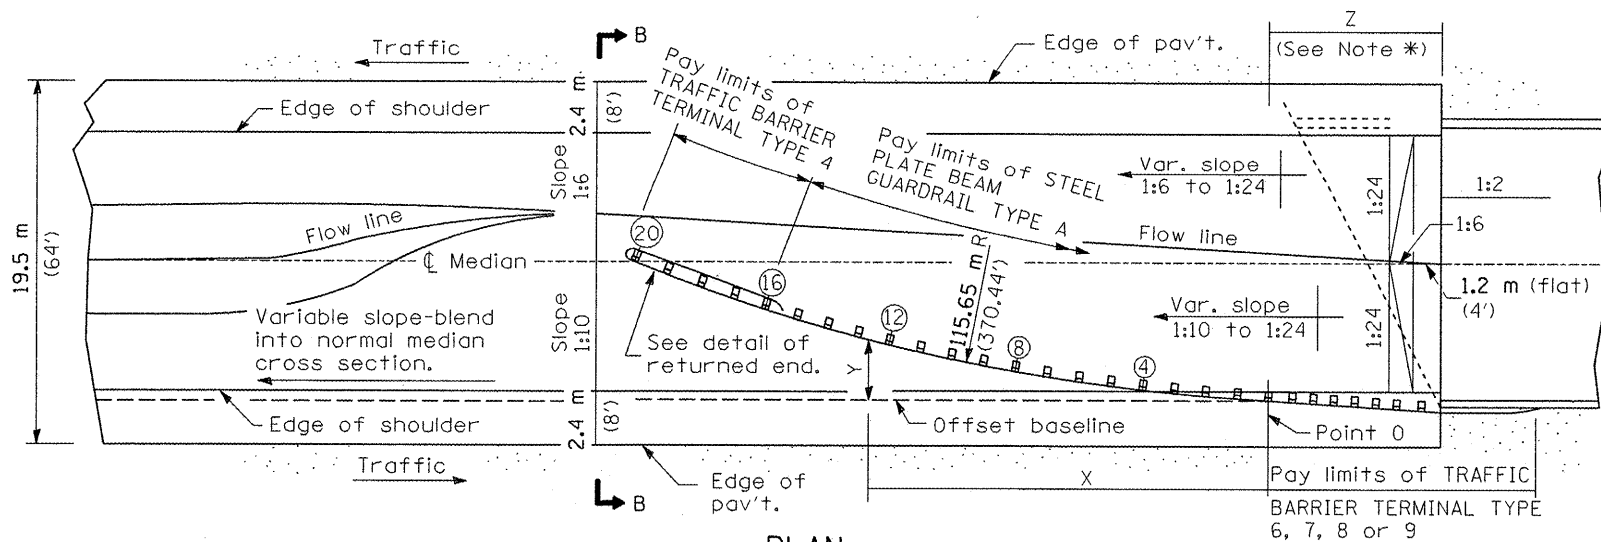 Z
B
Traffic
Edge of pav't.
(See Note *)
Pay limits of
TRAFFIC BARRIER
TERMINAL TYPE 4
Edge of shoulder
2.4 m
(8')
Pay limits of STEEL
PLATE BEAM
GUARDRAIL TYPE A
Slope
1:6
Var. slope
1:6 to 1:24
1:24
1:2
Flow line
20
Flow line
1:6
19.5 m
(64')
℄ Median
16
115.65 m R
(370.44')
1.2 m (flat)
(4')
Variable slope-blend
into normal median
cross section.
Slope
1:10
See detail of
returned end.
12
Y
8
4
Var. slope
1:10 to 1:24
1:24
2.4 m
(8')
Edge of shoulder
Offset baseline
Point O
Traffic
Edge of
pav't.
X
B
Pay limits of TRAFFIC
BARRIER TERMINAL TYPE
6, 7, 8 or 9
PLAN